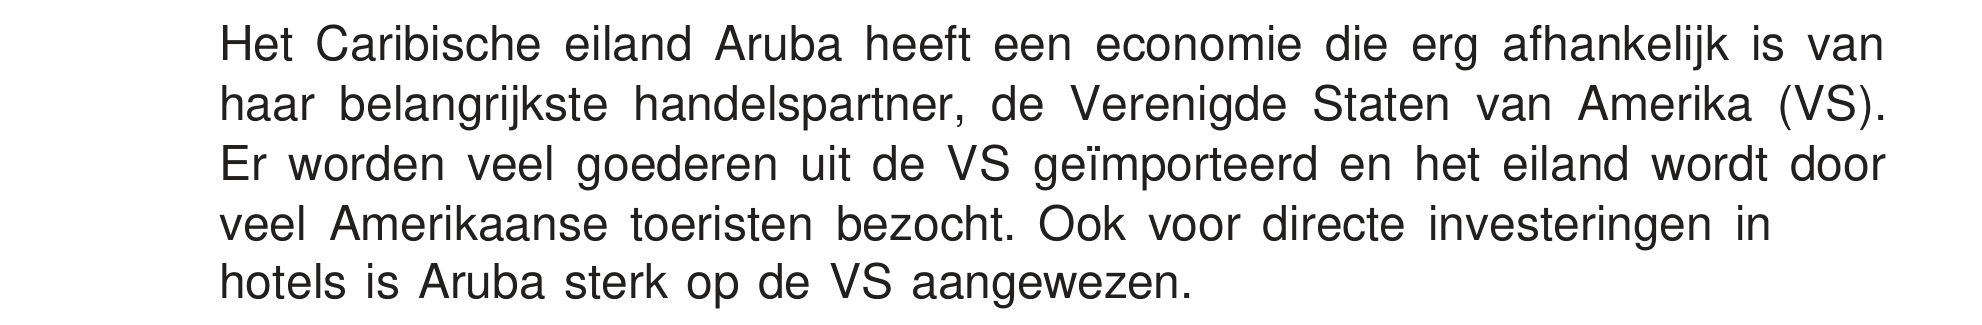 Het Caribische eiland Aruba heeft een economie die erg afhankelijk is van
haar belangrijkste handelspartner, de Verenigde Staten van Amerika (VS).
Er worden veel goederen uit de VS geïmporteerd en het eiland wordt door
veel Amerikaanse toeristen bezocht. Ook voor directe investeringen in
hotels is Aruba sterk op de VS aangewezen.